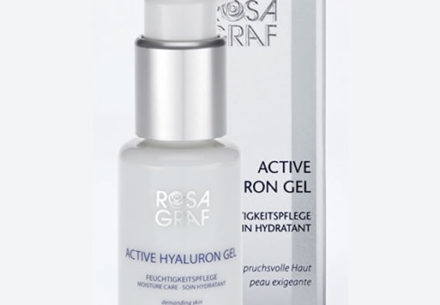 ROSA
GRAF
ACTIVE
RON GEL
TIGKEITSPFLEGE
IN HYDRATANT
pruchsvolle Haut
peau exigeante
ROSA
GRAF
ACTIVE HYALURON GEL
FEUCHTIGKEITSPFLEGE
MOISTURE CARE - SOIN HYDRATANT
demanding skin